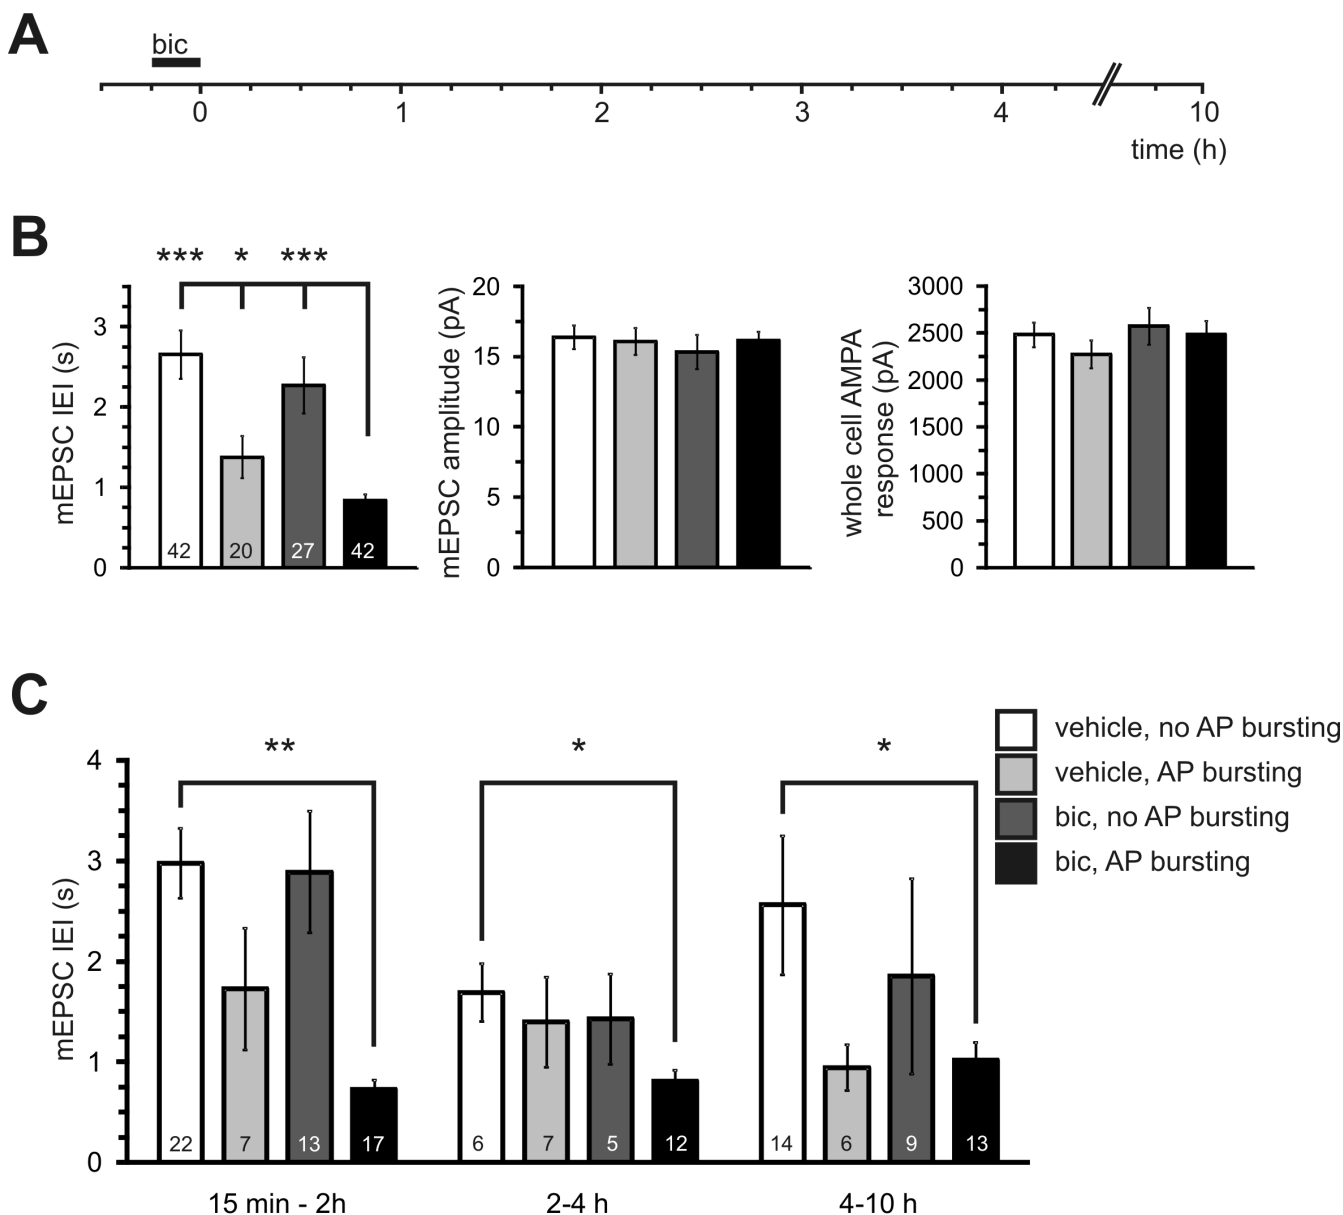 A
bic
0 1 2 3 4 10
time (h)
B
*** * ***
mEPSC IEI (s)
3
2
1
0
42 20 27 42
mEPSC amplitude (pA)
20
15
10
5
0
whole cell AMPA
response (pA)
3000
2500
2000
1500
1000
500
0
C
vehicle, no AP bursting
vehicle, AP bursting
bic, no AP bursting
bic, AP bursting
** * *
mEPSC IEI (s)
4
3
2
1
0
22 7 13 17 6 7 5 12 14 6 9 13
15 min - 2h 2-4 h 4-10 h